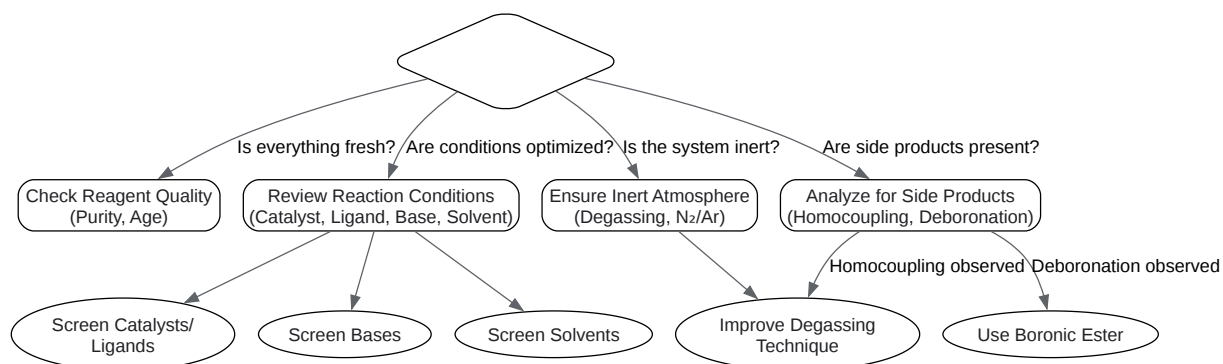 Is everything fresh?
Are conditions optimized?
Is the system inert?
Are side products present?
Check Reagent Quality
(Purity, Age)
Review Reaction Conditions
(Catalyst, Ligand, Base, Solvent)
Ensure Inert Atmosphere
(Degassing, N₂/Ar)
Analyze for Side Products
(Homocoupling, Deboronation)
Homocoupling observed
Deboronation observed
Screen Catalysts/
Ligands
Screen Bases
Screen Solvents
Improve Degassing
Technique
Use Boronic Ester